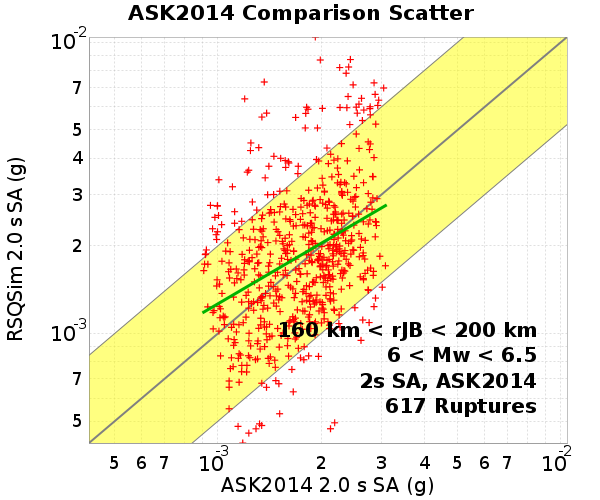 ASK2014 Comparison Scatter
RSQSim 2.0 s SA (g)
10⁻²
7
5
4
3
2
10⁻³
7
5
160 km < rJB < 200 km
6 < Mw < 6.5
2s SA, ASK2014
617 Ruptures
5 6 7 10⁻³ 2 3 4 5 6 7 10⁻²
ASK2014 2.0 s SA (g)